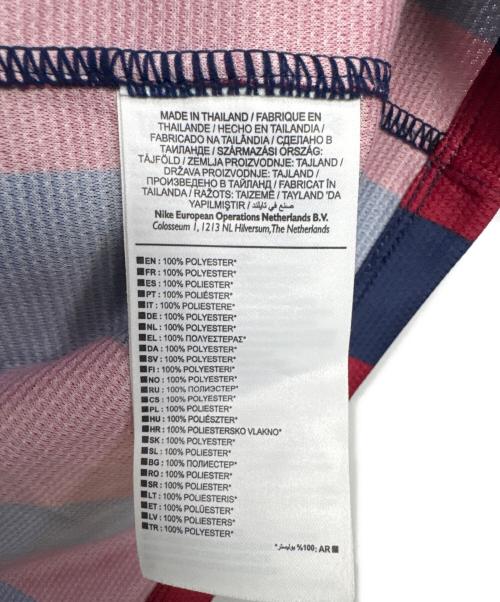 MADE IN THAILAND / FABRIQUE EN
THAILANDE / HECHO EN TAILANDIA /
FABRICADO NA TAILÂNDIA / СДЕЛАНО В
ТАИЛАНДЕ / SZÁRMAZÁSI ORSZÁG:
TÁJFÖLD / ZEMLJA PROIZVODNJE: TAJLAND /
DRŽAVA PROIZVODNJE: TAJLAND /
ПРОИЗВЕДЕНО В ТАЙЛАНД / FABRICAT ÎN
TAILANDA / RAŽOTS: TAIZEMĒ / TAYLAND 'DA
YAPILMIŞTIR / صنع في تايلند
Nike European Operations Netherlands B.V.
Colosseum 1, 1213 NL Hilversum,The Netherlands
EN : 100% POLYESTER*
FR : 100% POLYESTER*
ES : 100% POLIÉSTER*
PT : 100% POLIÉSTER*
IT : 100% POLIESTERE*
DE : 100% POLYESTER*
NL : 100% POLYESTER*
EL : 100% ΠΟΛΥΕΣΤΕΡΑΣ*
DA : 100% POLYESTER*
SV : 100% POLYESTER*
FI : 100% POLYESTERI*
NO : 100% POLYESTER*
RU : 100% ПОЛИЭСТЕР*
CS : 100% POLYESTER*
PL : 100% POLIESTER*
HU : 100% POLIÉSZTER*
HR : 100% POLIESTERSKO VLAKNO*
SK : 100% POLYESTER*
SL : 100% POLIESTER*
BG : 100% ПОЛИЕСТЕР*
RO : 100% POLIESTER*
SR : 100% POLIESTER*
LT : 100% POLIESTERIS*
ET : 100% POLÜESTER*
LV : 100% POLIESTERS*
TR : 100% POLYESTER*
AR :%100 بوليستر*